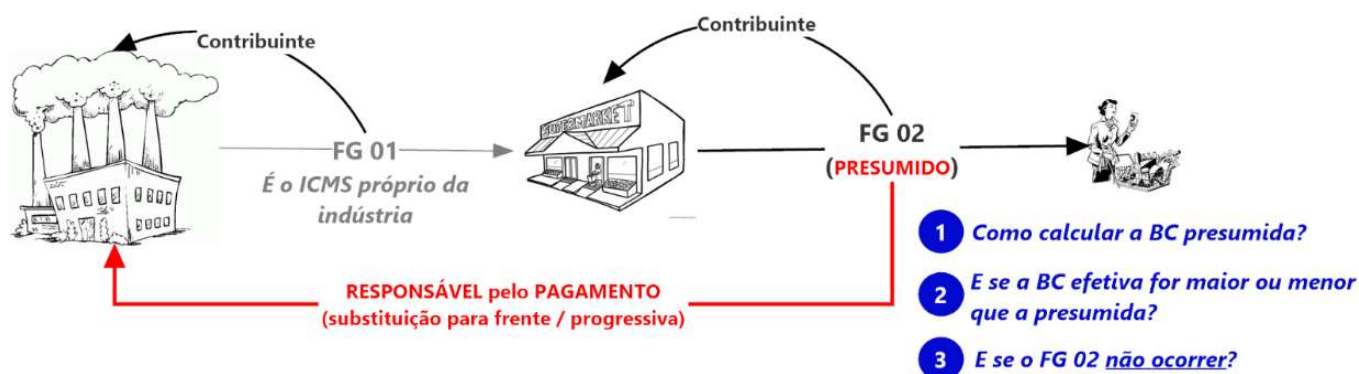 Contribuinte
Contribuinte
SUPERMARKET
FG 01
É o ICMS próprio da
indústria
FG 02
(PRESUMIDO)
RESPONSÁVEL pelo PAGAMENTO
(substituição para frente / progressiva)
1 Como calcular a BC presumida?
2 E se a BC efetiva for maior ou menor
que a presumida?
3 E se o FG 02 não ocorrer?